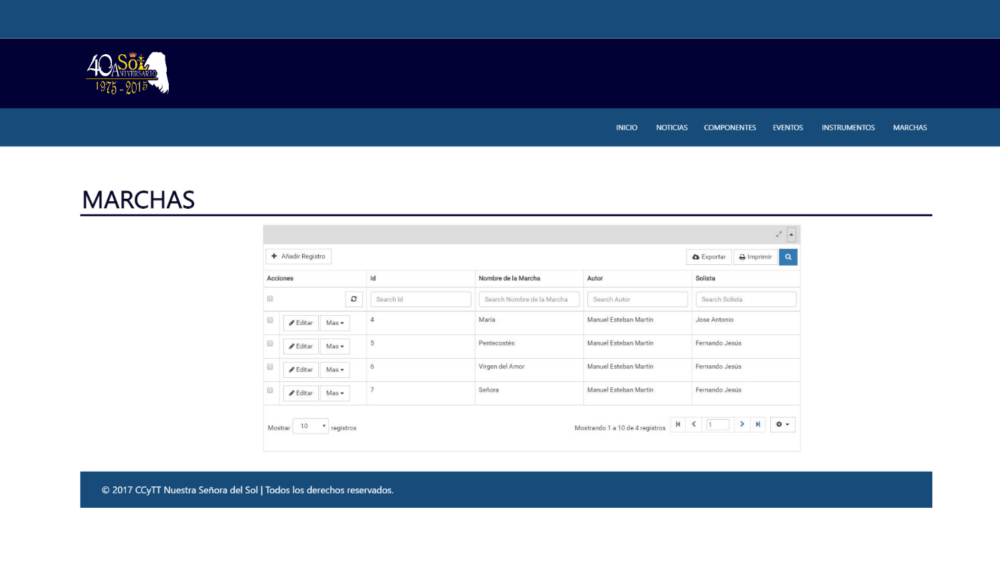 40 SOL
ANIVERSARIO
1975 - 2015
INICIO NOTICIAS COMPONENTES EVENTOS INSTRUMENTOS MARCHAS
MARCHAS
Añadir Registro Exportar Imprimir
Acciones Id Nombre de la Marcha Autor Solista
Search Id Search Nombre de la Marcha Search Autor Search Solista
Editar Mas 4 María Manuel Esteban Martín Jose Antonio
Editar Mas 5 Pentecostés Manuel Esteban Martín Fernando Jesús
Editar Mas 6 Virgen del Amor Manuel Esteban Martín Fernando Jesús
Editar Mas 7 Señora Manuel Esteban Martín Fernando Jesús
Mostrar 10 registros Mostrando 1 a 10 de 4 registros 1
© 2017 CCyTT Nuestra Señora del Sol | Todos los derechos reservados.